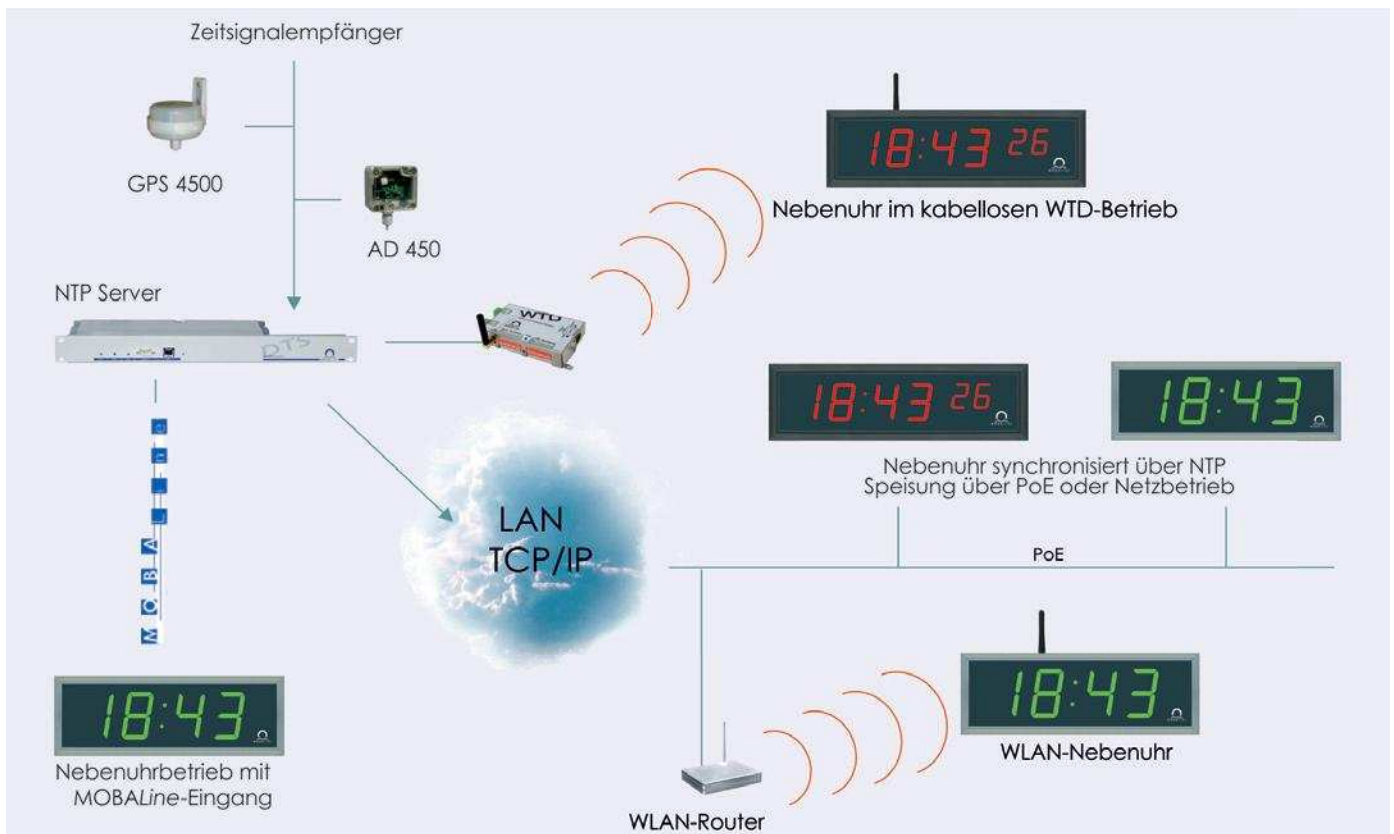 Zeitsignalempfänger
GPS 4500
AD 450
NTP Server
DTS
WTD
18:43 26
Nebenuhr im kabellosen WTD-Betrieb
MOBALine
LAN
TCP/IP
18:43 26
18:43
Nebenuhr synchronisiert über NTP
Speisung über PoE oder Netzbetrieb
PoE
18:43
Nebenuhrbetrieb mit
MOBALine-Eingang
18:43
WLAN-Nebenuhr
WLAN-Router